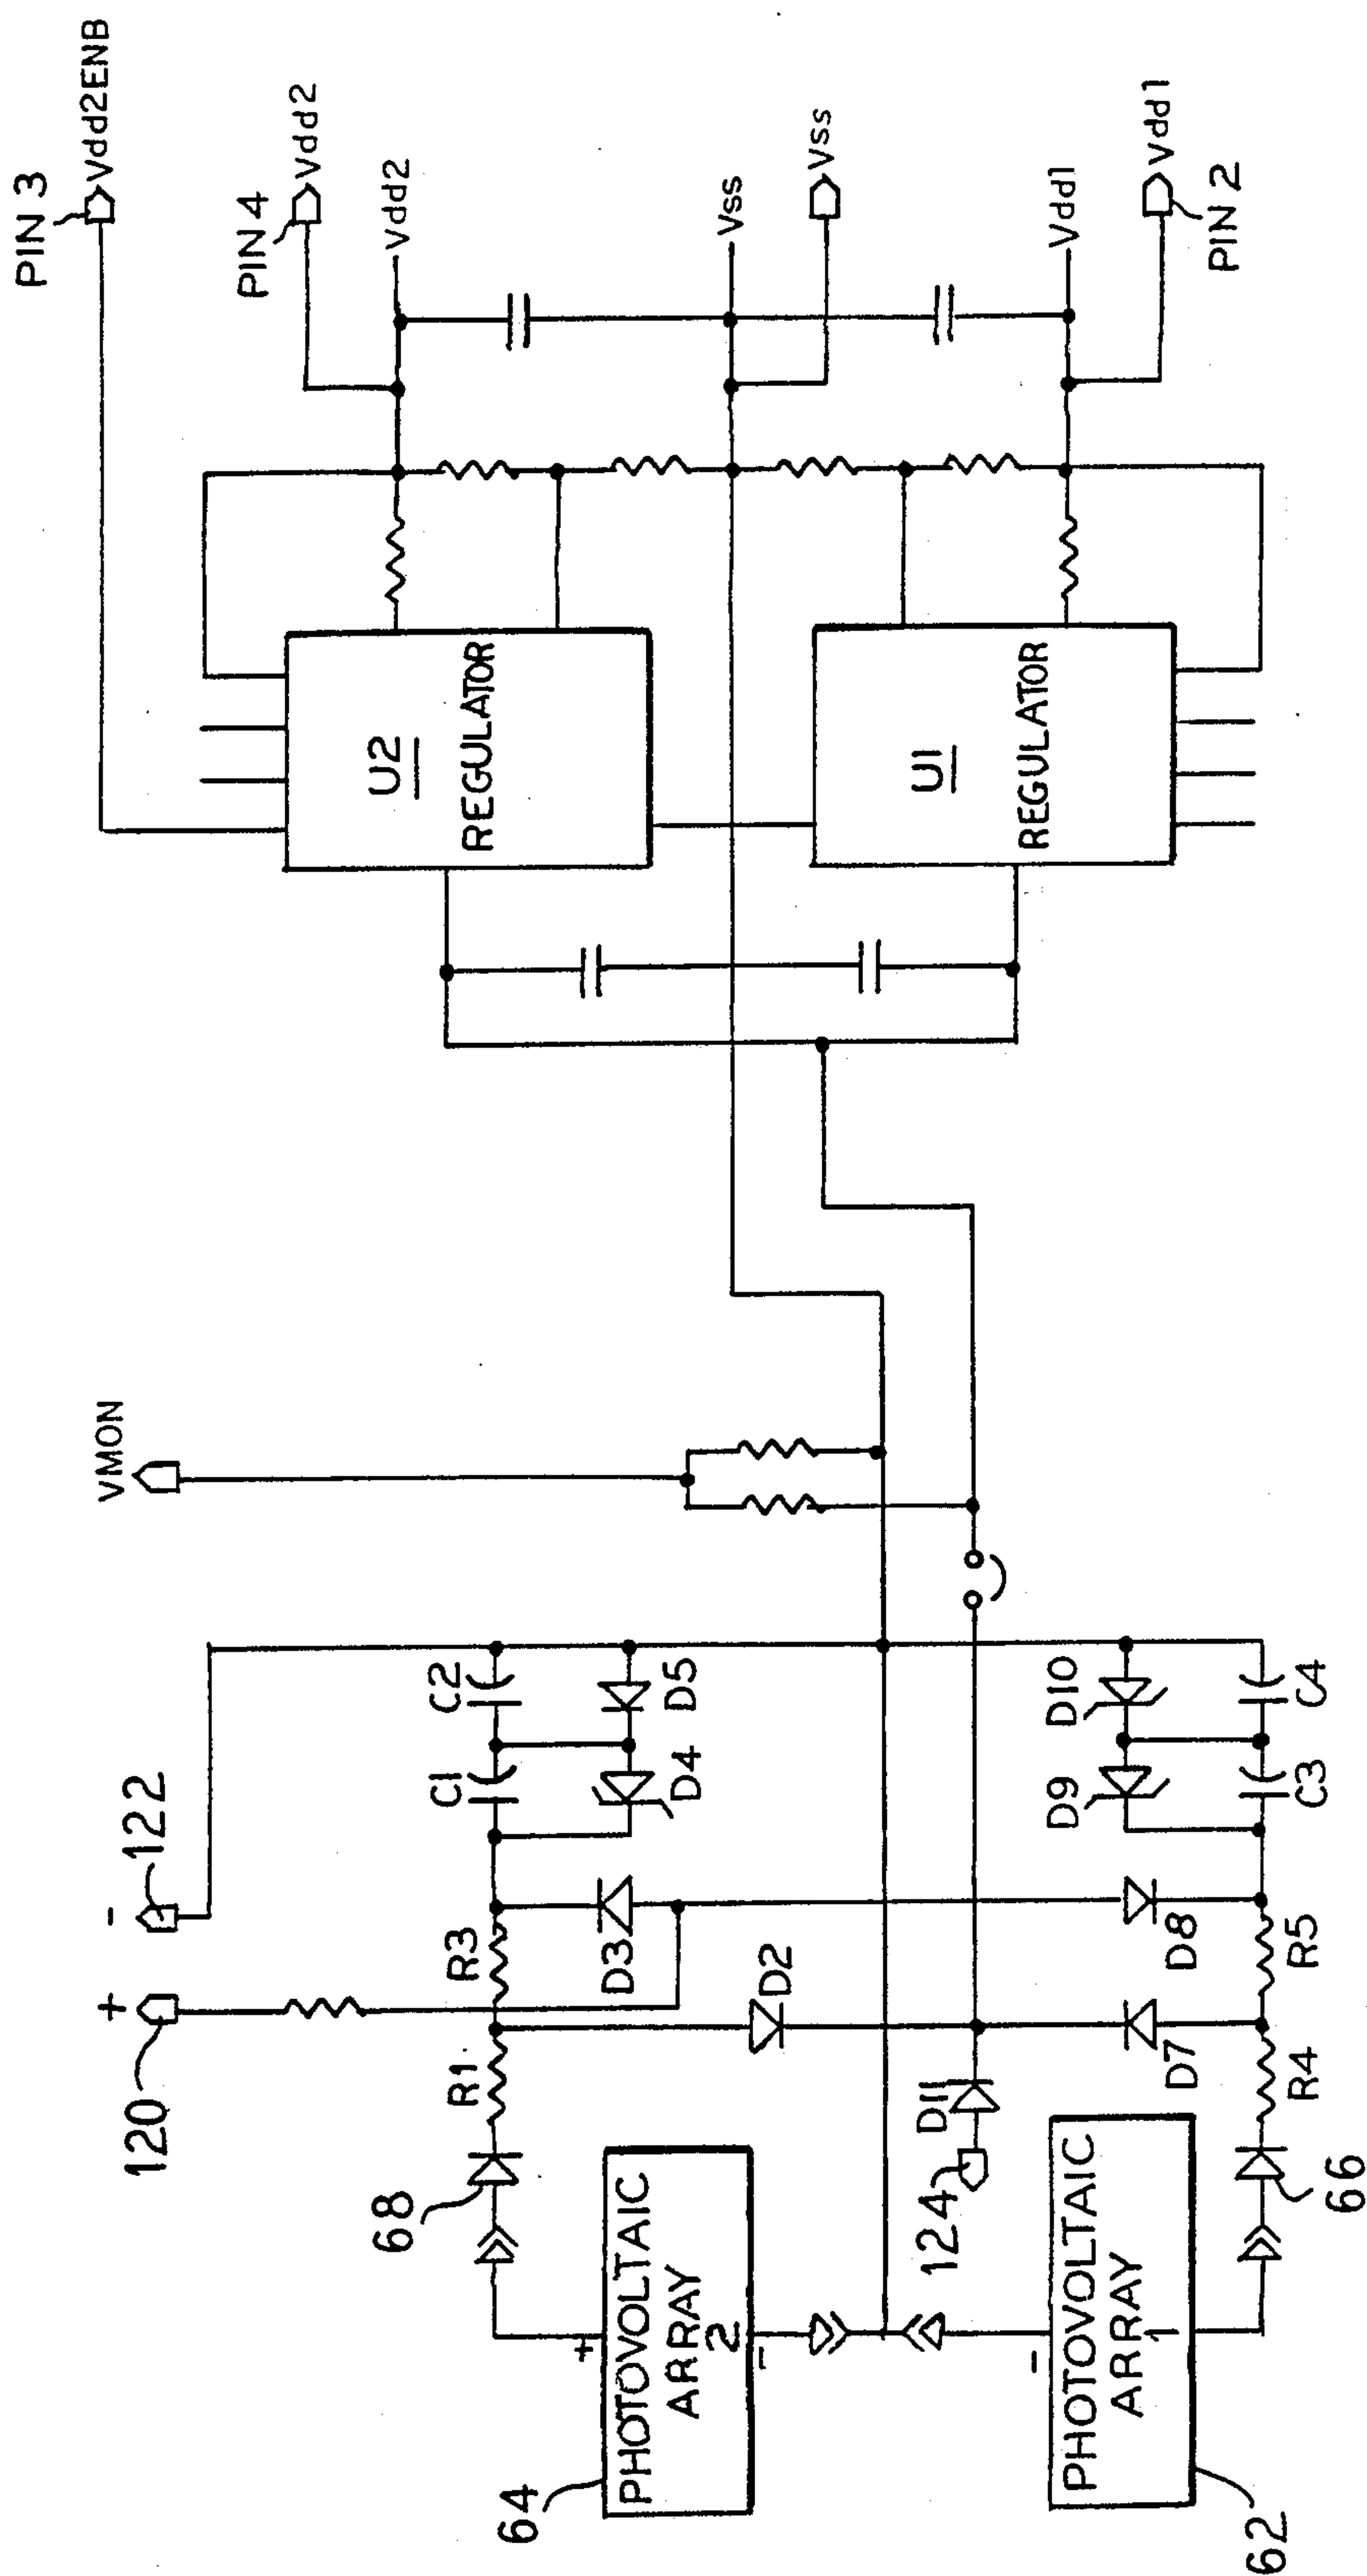 PIN 3
Vdd2ENB
PIN 4
Vdd2
Vdd2
Vss
Vss
Vdd1
Vdd1
PIN 2
U2
REGULATOR
U1
REGULATOR
VMON
+
120
-
122
C1
C2
D4
D5
R1
R3
D3
D2
68
64
+
PHOTOVOLTAIC
ARRAY
2
-
124
D11
D9
D10
C3
C4
D8
D7
R4
R5
66
-
PHOTOVOLTAIC
ARRAY
1
62